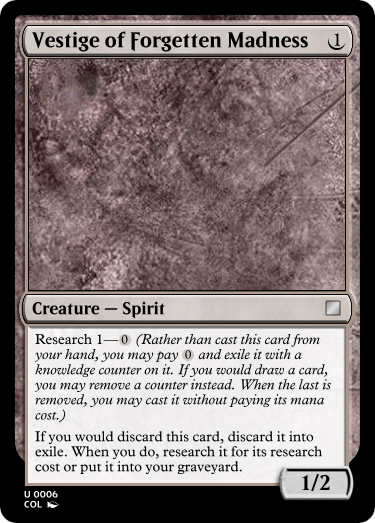 Vestige of Forgetten Madness 1
Creature — Spirit
Research 1—0 (Rather than cast this card from
your hand, you may pay 0 and exile it with a
knowledge counter on it. If you would draw a card,
you may remove a counter instead. When the last is
removed, you may cast it without paying its mana
cost.)
If you would discard this card, discard it into
exile. When you do, research it for its research
cost or put it into your graveyard.
1/2
U 0006
COL